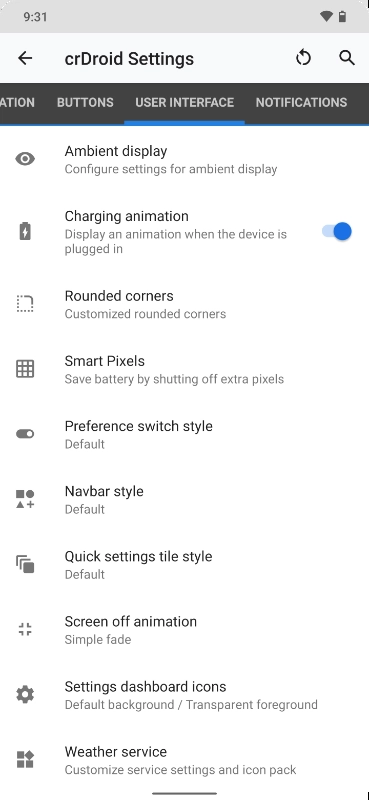 9:31
crDroid Settings
ATION BUTTONS USER INTERFACE NOTIFICATIONS
Ambient display
Configure settings for ambient display
Charging animation
Display an animation when the device is
plugged in
Rounded corners
Customized rounded corners
Smart Pixels
Save battery by shutting off extra pixels
Preference switch style
Default
Navbar style
Default
Quick settings tile style
Default
Screen off animation
Simple fade
Settings dashboard icons
Default background / Transparent foreground
Weather service
Customize service settings and icon pack